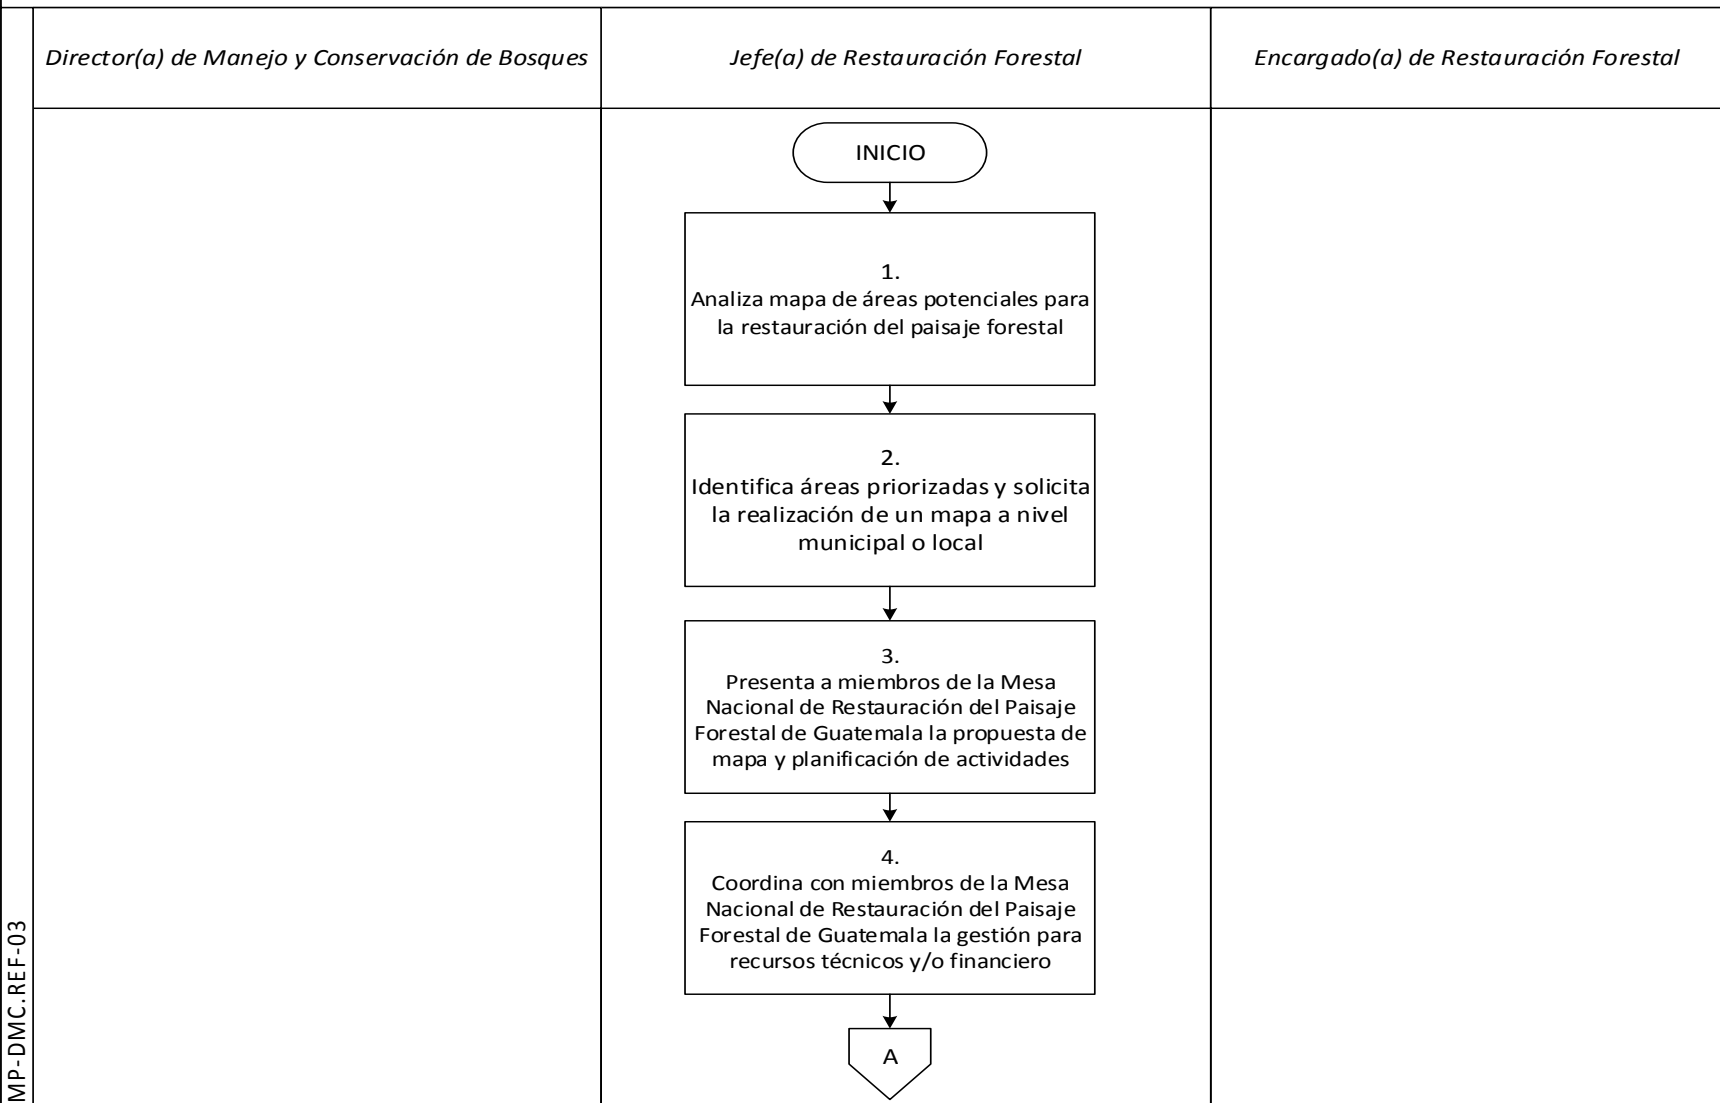 Director(a) de Manejo y Conservación de Bosques
Jefe(a) de Restauración Forestal
Encargado(a) de Restauración Forestal
INICIO
1.
Analiza mapa de áreas potenciales para
la restauración del paisaje forestal
2.
Identifica áreas priorizadas y solicita
la realización de un mapa a nivel
municipal o local
3.
Presenta a miembros de la Mesa
Nacional de Restauración del Paisaje
Forestal de Guatemala la propuesta de
mapa y planificación de actividades
4.
Coordina con miembros de la Mesa
Nacional de Restauración del Paisaje
Forestal de Guatemala la gestión para
recursos técnicos y/o financiero
A
MP-DMC.REF-03